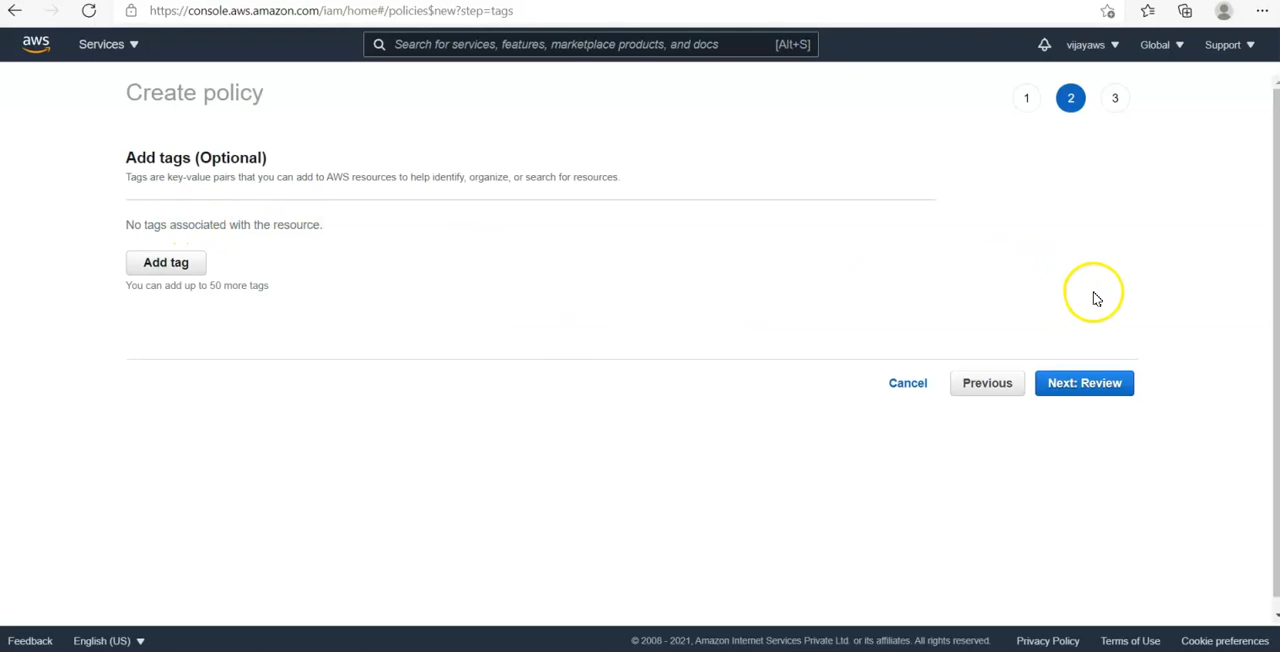 https://console.aws.amazon.com/iam/home#/policies$new?step=tags
aws Services Search for services, features, marketplace products, and docs [Alt+S] vijayaws Global Support
Create policy 1 2 3
Add tags (Optional)
Tags are key-value pairs that you can add to AWS resources to help identify, organize, or search for resources.
No tags associated with the resource.
Add tag
You can add up to 50 more tags
Cancel Previous Next: Review
Feedback English (US) © 2008 - 2021, Amazon Internet Services Private Ltd. or its affiliates. All rights reserved. Privacy Policy Terms of Use Cookie preferences